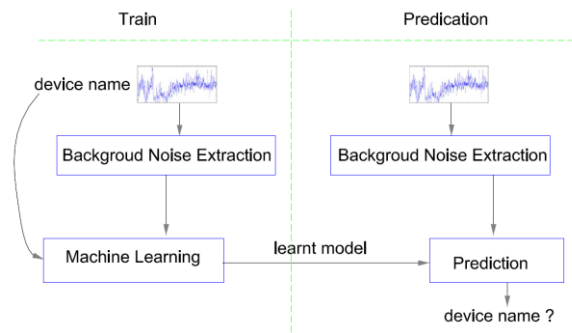 Train
Predication
device name
Backgroud Noise Extraction
Backgroud Noise Extraction
Machine Learning
learnt model
Prediction
device name ?